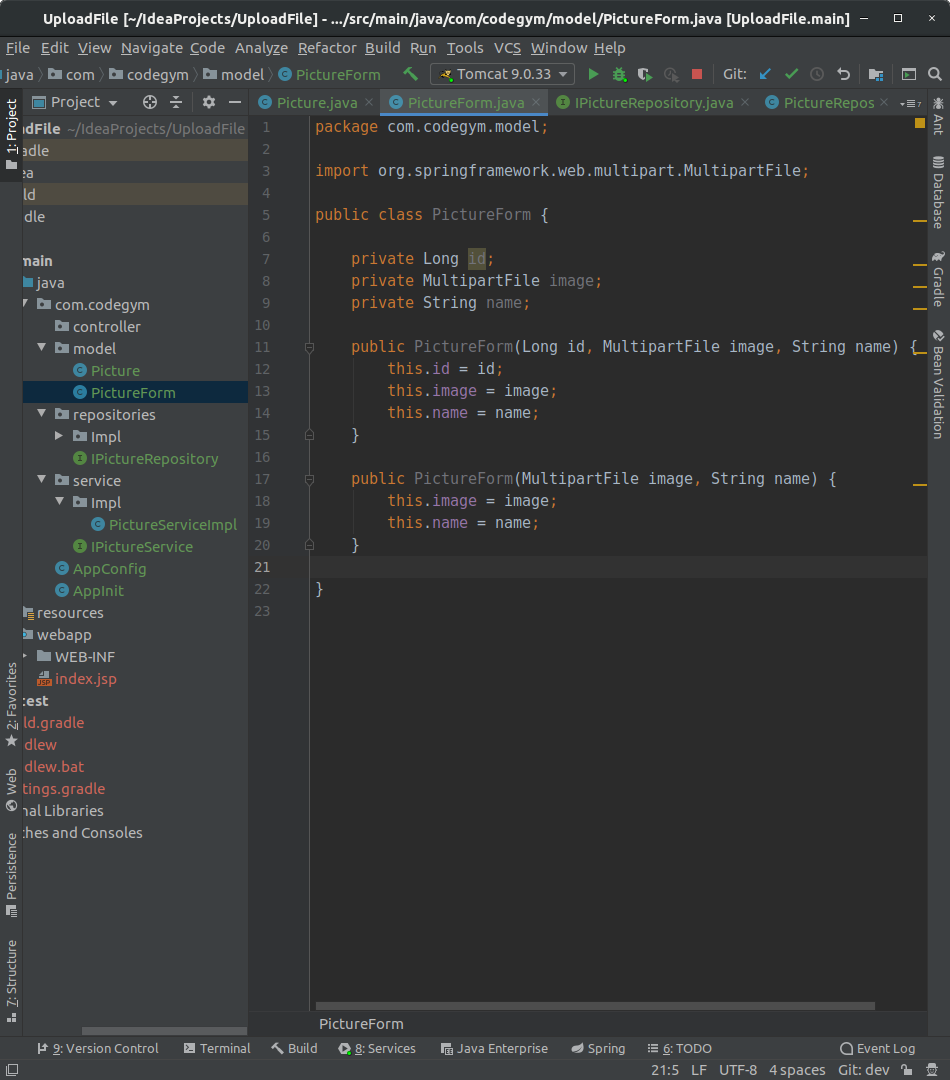 UploadFile [~/IdeaProjects/UploadFile] - .../src/main/java/com/codegym/model/PictureForm.java [UploadFile.main]
File Edit View Navigate Code Analyze Refactor Build Run Tools VCS Window Help
java com codegym model PictureForm Tomcat 9.0.33 Git:
Project Picture.java PictureForm.java IPictureRepository.java PictureRepos
1: Project
2: Favorites
Web
Persistence
7: Structure
dFile ~/IdeaProjects/UploadFile
dle
ea
ld
dle
main
java
com.codegym
controller
model
Picture
PictureForm
repositories
Impl
IPictureRepository
service
Impl
PictureServiceImpl
IPictureService
AppConfig
AppInit
resources
webapp
WEB-INF
index.jsp
test
ld.gradle
dlew
dlew.bat
tings.gradle
nal Libraries
ches and Consoles
1 package com.codegym.model;
2
3 import org.springframework.web.multipart.MultipartFile;
4
5 public class PictureForm {
6
7 private Long id;
8 private MultipartFile image;
9 private String name;
10
11 public PictureForm(Long id, MultipartFile image, String name) {
12 this.id = id;
13 this.image = image;
14 this.name = name;
15 }
16
17 public PictureForm(MultipartFile image, String name) {
18 this.image = image;
19 this.name = name;
20 }
21
22 }
23
Ant
Database
Gradle
Bean Validation
PictureForm
9: Version Control Terminal Build 8: Services Java Enterprise Spring 6: TODO Event Log
21:5 LF UTF-8 4 spaces Git: dev